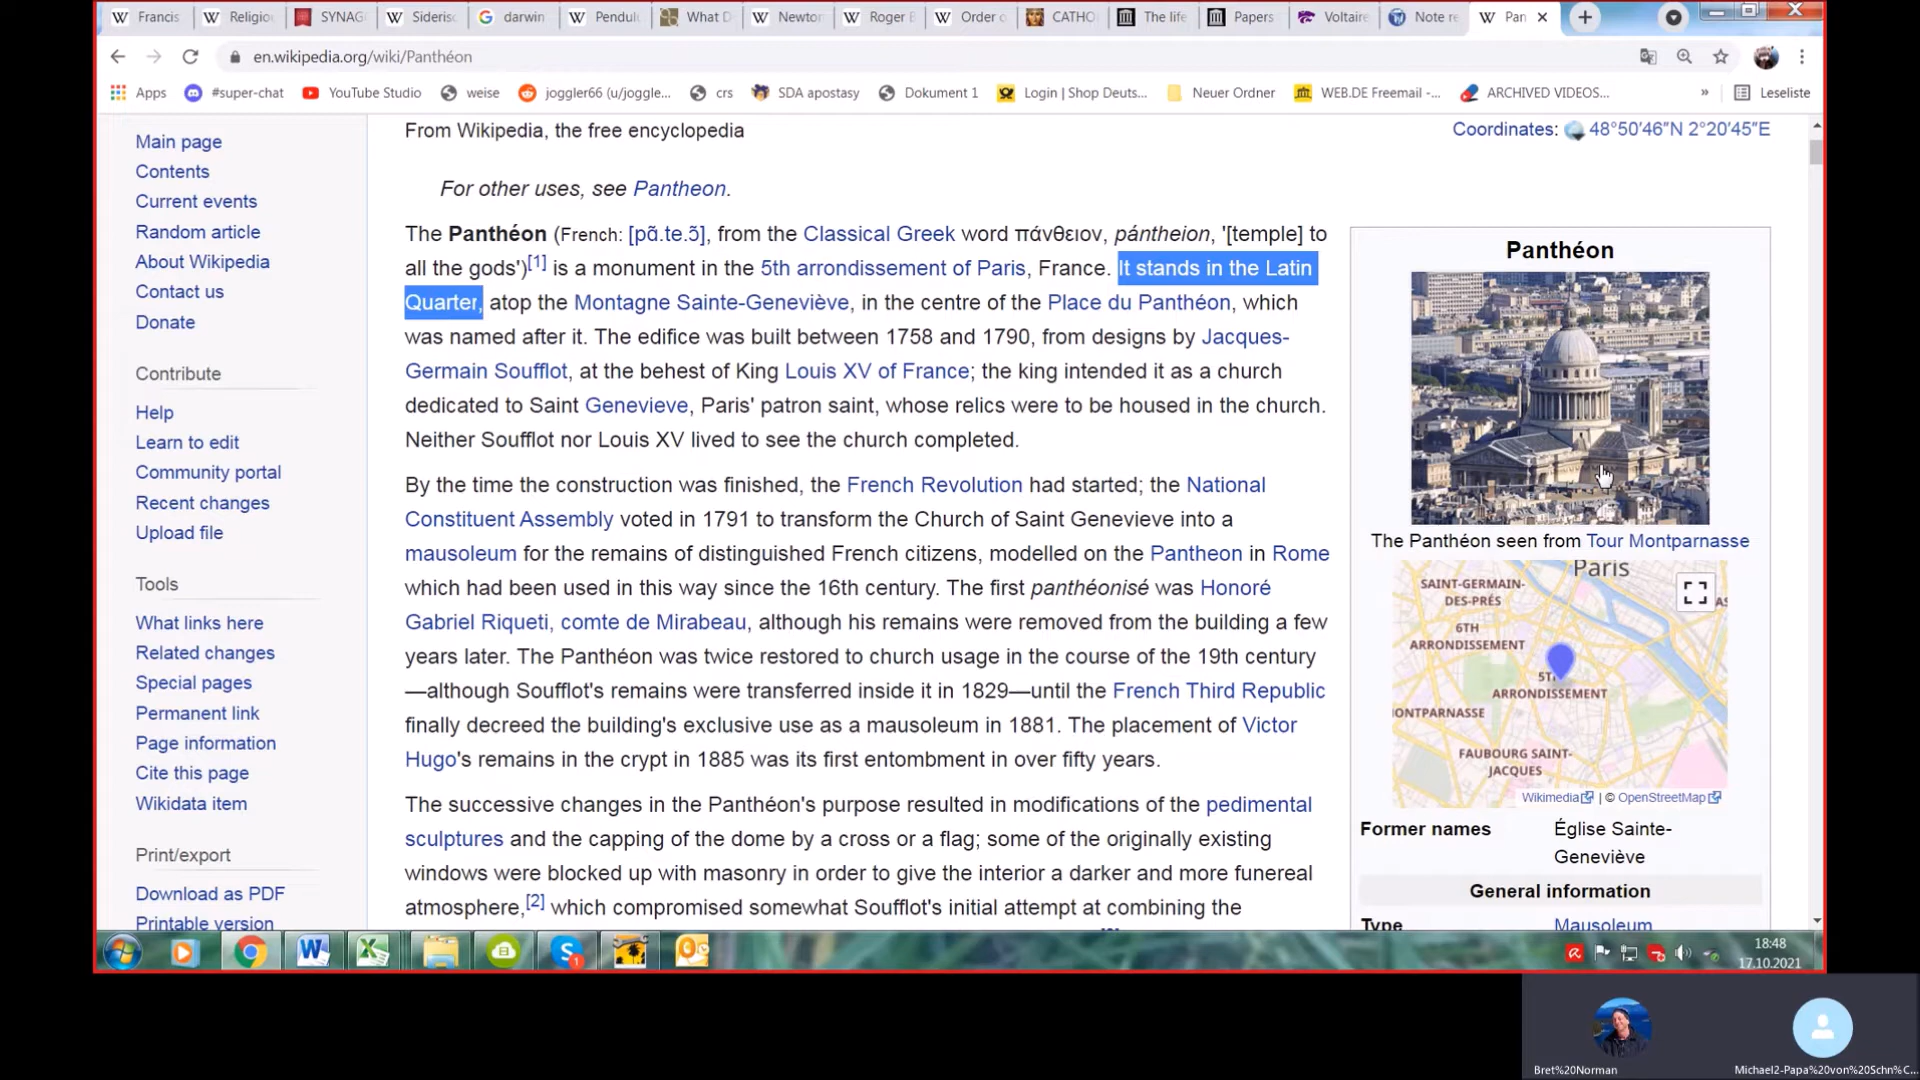 Francis
Religiou
SYNAG
Siderisc
darwin
Pendulu
What D
Newton
Roger B
Order o
CATHO
The life
Papers
Voltaire
Note re
Pan
en.wikipedia.org/wiki/Panthéon
Apps
#super-chat
YouTube Studio
weise
joggler66 (u/joggle...
crs
SDA apostasy
Dokument 1
Login | Shop Deuts...
Neuer Ordner
WEB.DE Freemail -...
ARCHIVED VIDEOS...
»
Leseliste
Main page
Contents
Current events
Random article
About Wikipedia
Contact us
Donate
Contribute
Help
Learn to edit
Community portal
Recent changes
Upload file
Tools
What links here
Related changes
Special pages
Permanent link
Page information
Cite this page
Wikidata item
Print/export
Download as PDF
Printable version
From Wikipedia, the free encyclopedia
Coordinates: 48°50′46″N 2°20′45″E
For other uses, see Pantheon.
The Panthéon (French: [pɑ̃.te.ɔ̃], from the Classical Greek word πάνθειον, pántheion, '[temple] to
all the gods')[1] is a monument in the 5th arrondissement of Paris, France. It stands in the Latin
Quarter, atop the Montagne Sainte-Geneviève, in the centre of the Place du Panthéon, which
was named after it. The edifice was built between 1758 and 1790, from designs by Jacques-
Germain Soufflot, at the behest of King Louis XV of France; the king intended it as a church
dedicated to Saint Genevieve, Paris' patron saint, whose relics were to be housed in the church.
Neither Soufflot nor Louis XV lived to see the church completed.
By the time the construction was finished, the French Revolution had started; the National
Constituent Assembly voted in 1791 to transform the Church of Saint Genevieve into a
mausoleum for the remains of distinguished French citizens, modelled on the Pantheon in Rome
which had been used in this way since the 16th century. The first panthéonisé was Honoré
Gabriel Riqueti, comte de Mirabeau, although his remains were removed from the building a few
years later. The Panthéon was twice restored to church usage in the course of the 19th century
—although Soufflot's remains were transferred inside it in 1829—until the French Third Republic
finally decreed the building's exclusive use as a mausoleum in 1881. The placement of Victor
Hugo's remains in the crypt in 1885 was its first entombment in over fifty years.
The successive changes in the Panthéon's purpose resulted in modifications of the pedimental
sculptures and the capping of the dome by a cross or a flag; some of the originally existing
windows were blocked up with masonry in order to give the interior a darker and more funereal
atmosphere,[2] which compromised somewhat Soufflot's initial attempt at combining the
Panthéon
The Panthéon seen from Tour Montparnasse
Paris
SAINT-GERMAIN-
DES-PRÉS
6TH
ARRONDISSEMENT
ARRONDISSEMENT
ONTPARNASSE
FAUBOURG SAINT-
JACQUES
Wikimedia | © OpenStreetMap
Former names Église Sainte-
Geneviève
General information
Type Mausoleum
18:48
17.10.2021
Bret%20Norman
Michael2-Papa%20von%20Schn%C...